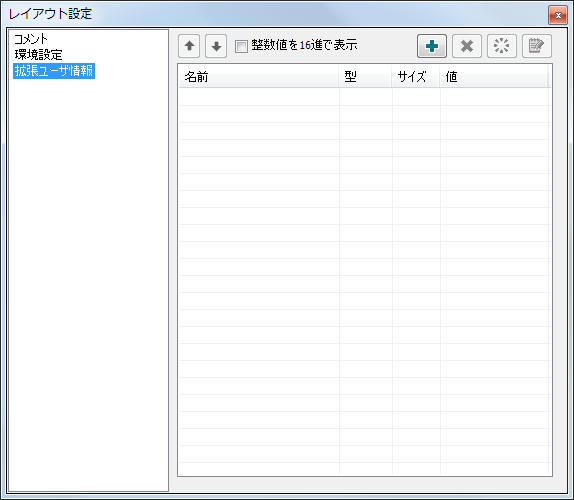 レイアウト設定
コメント
環境設定
拡張ユーザ情報
整数値を16進で表示
名前 型 サイズ 値